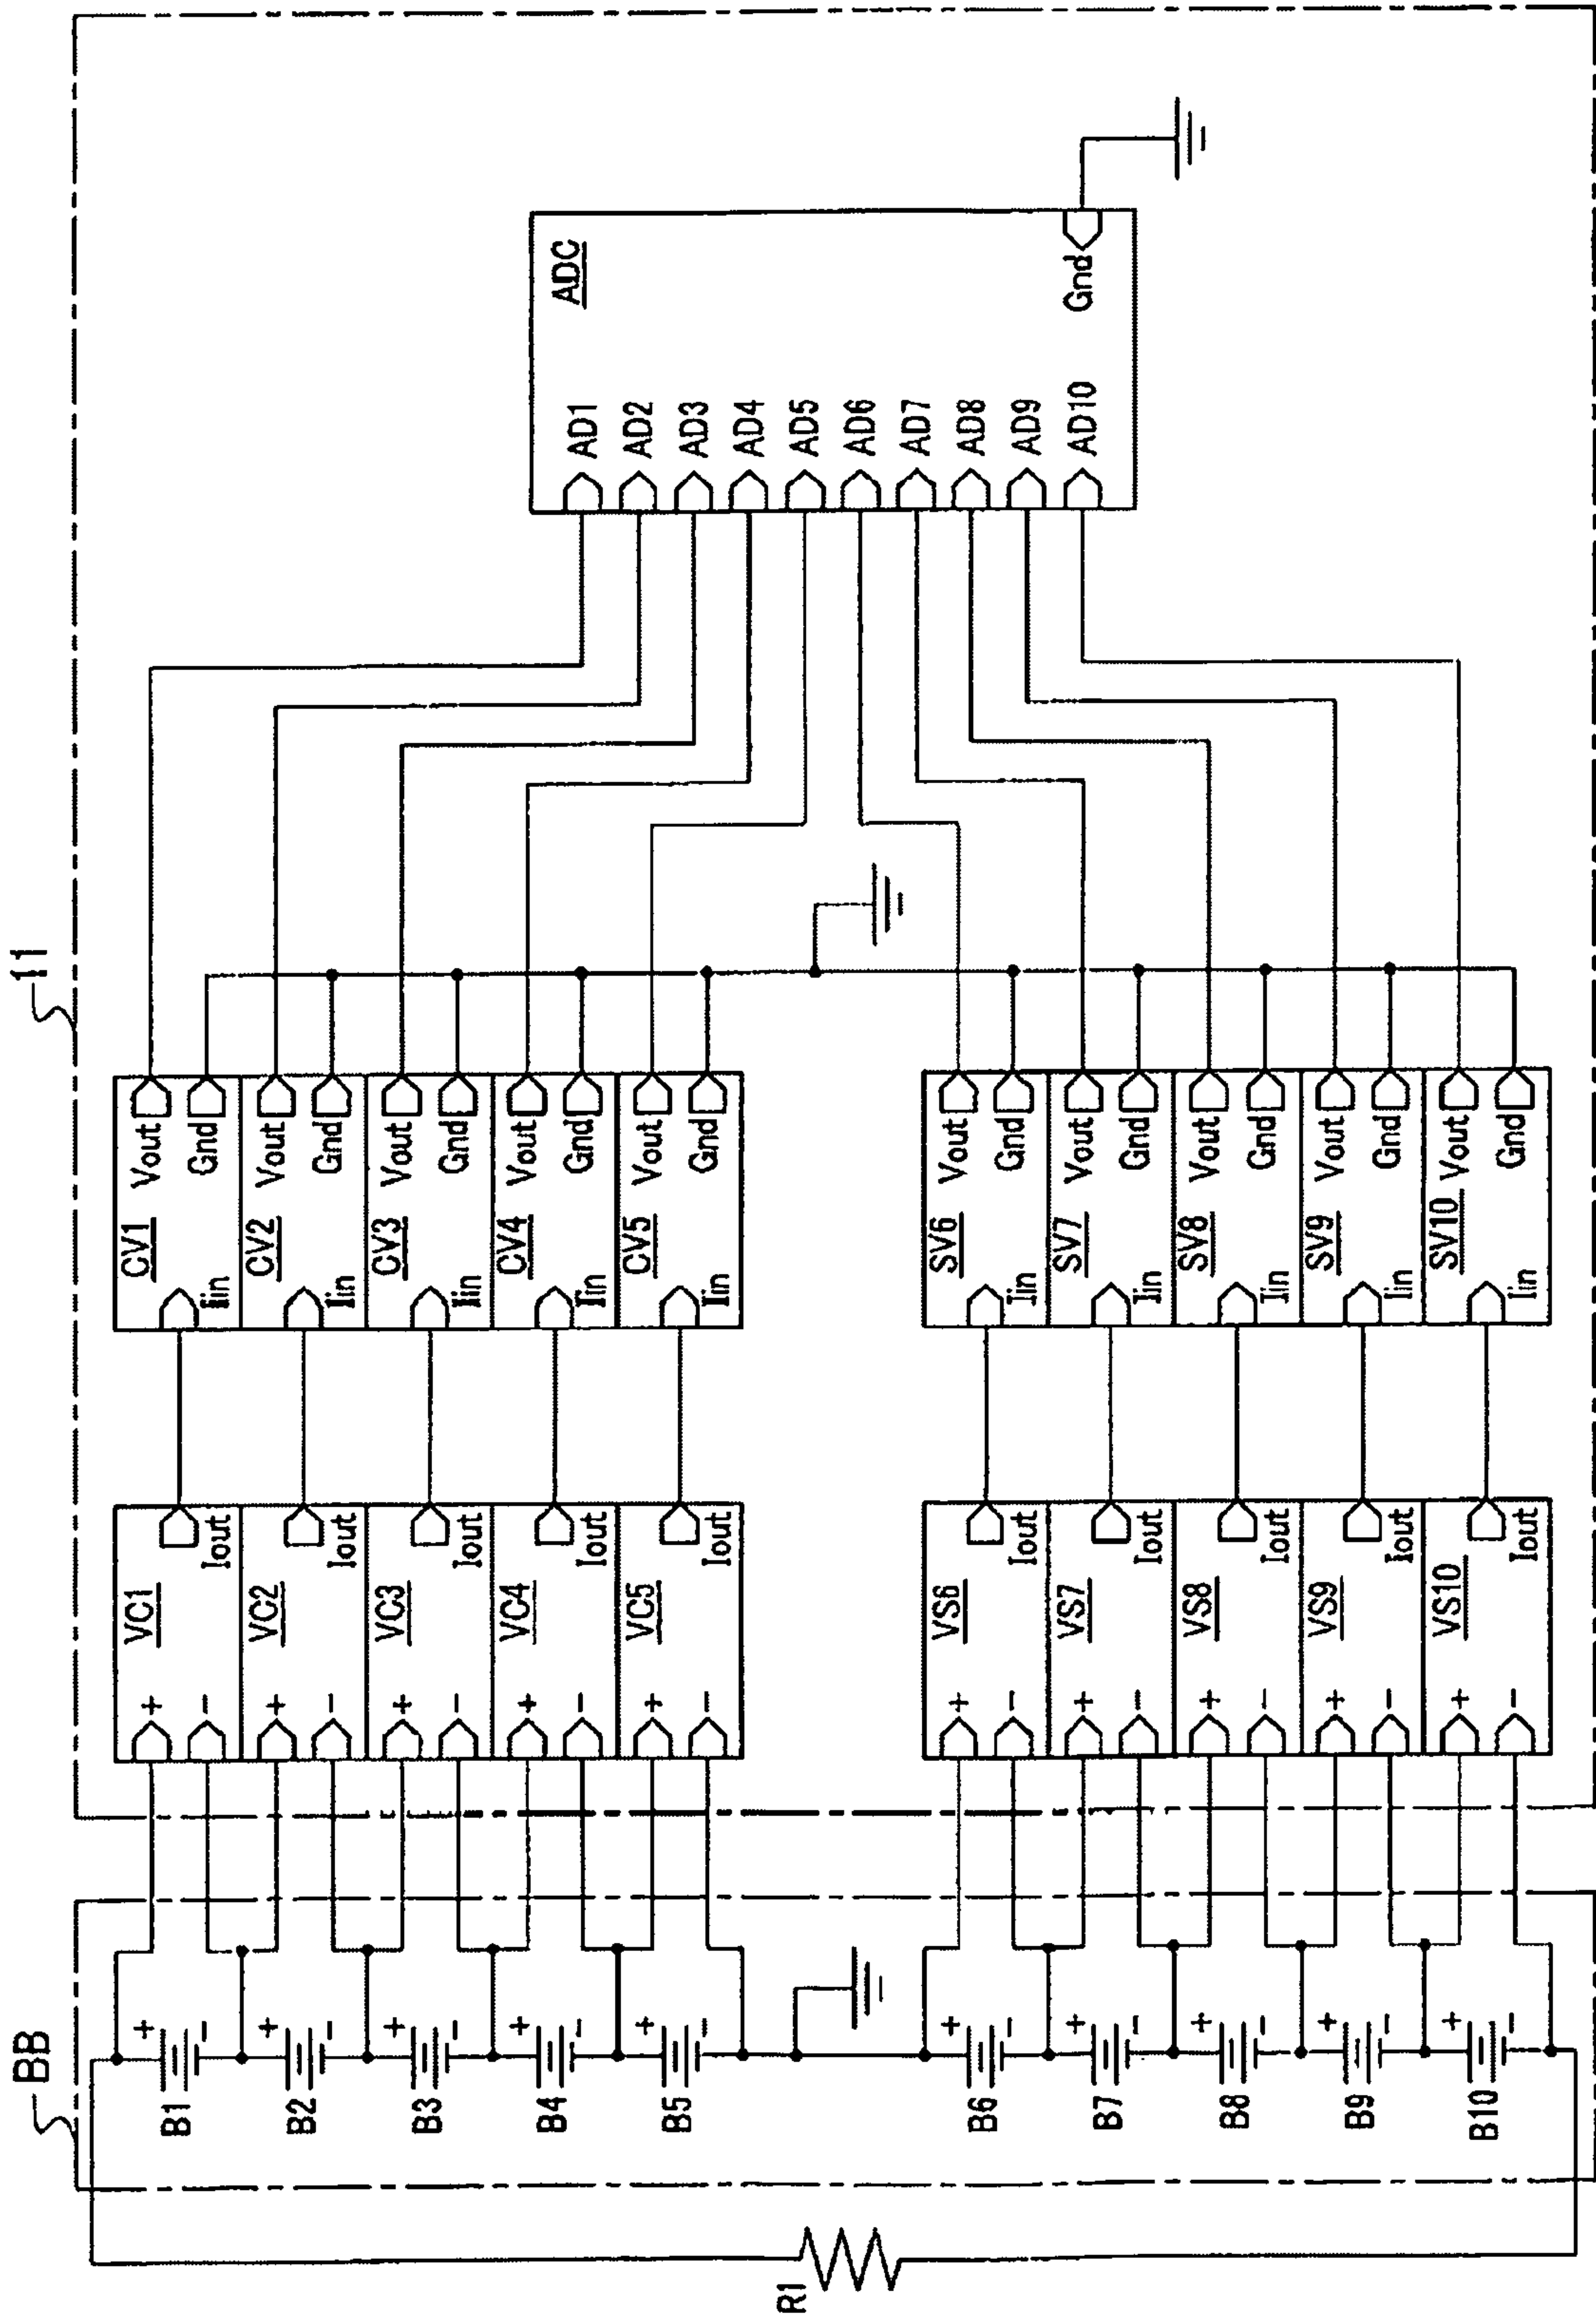 11
BB
R1
B1 + -
B2 + -
B3 + -
B4 + -
B5 + -
B6 + -
B7 + -
B8 + -
B9 + -
B10 + -
VC1 + - Iout
VC2 + - Iout
VC3 + - Iout
VC4 + - Iout
VC5 + - Iout
VS6 + - Iout
VS7 + - Iout
VS8 + - Iout
VS9 + - Iout
VS10 + - Iout
CV1 Iin Vout Gnd
CV2 Iin Vout Gnd
CV3 Iin Vout Gnd
CV4 Iin Vout Gnd
CV5 Iin Vout Gnd
SV6 Iin Vout Gnd
SV7 Iin Vout Gnd
SV8 Iin Vout Gnd
SV9 Iin Vout Gnd
SV10 Iin Vout Gnd
ADC
AD1
AD2
AD3
AD4
AD5
AD6
AD7
AD8
AD9
AD10
Gnd